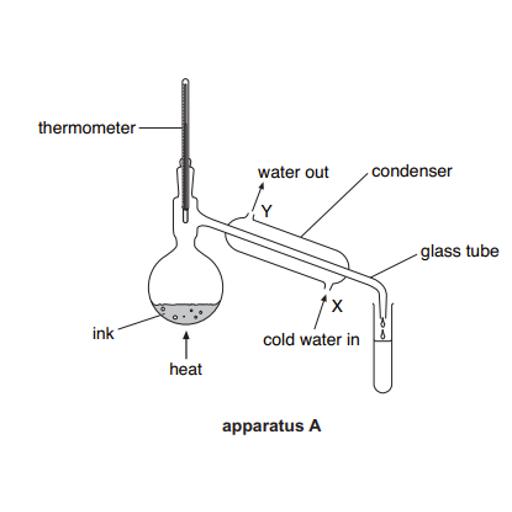 thermometer
water out
condenser
Y
glass tube
X
ink
cold water in
heat
apparatus A